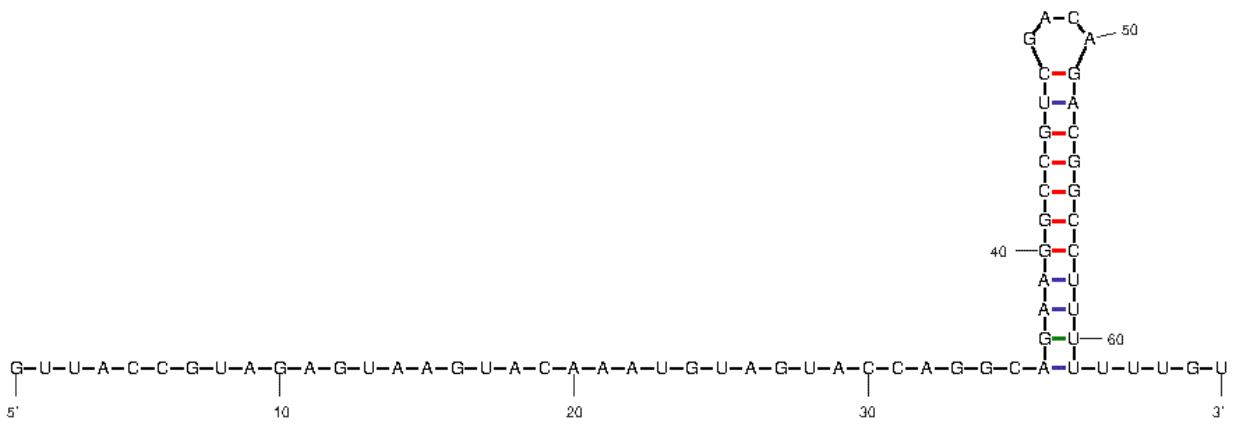 A-C
G A 50
C G
U A
G C
C G
C G
G C
40 G C
A U
A U
G U 60
G-U-U-A-C-C-G-U-A-G-A-G-U-A-A-G-U-A-C-A-A-A-U-G-U-A-G-U-A-C-C-A-G-G-C-A-U-U-U-U-G-U
5' 10 20 30 3'